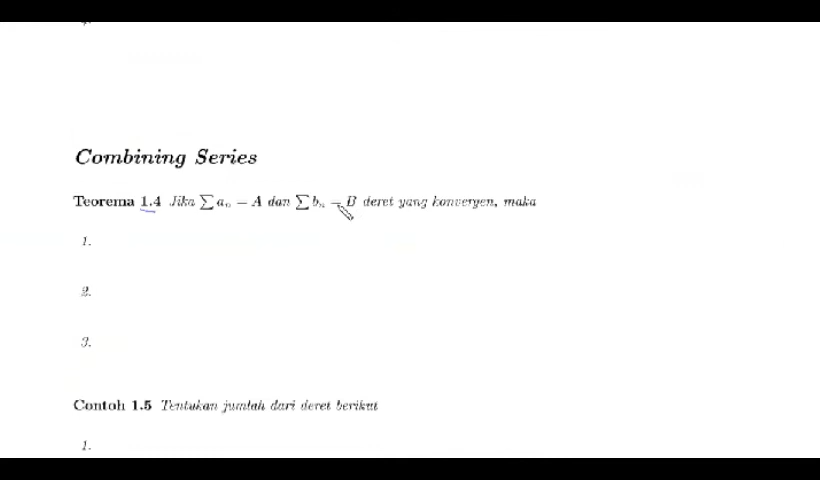 Combining Series
Teorema 1.4 Jika ∑ aₙ = A dan ∑ bₙ = B deret yang konvergen, maka
1.
2.
3.
Contoh 1.5 Tentukan jumlah dari deret berikut
1.